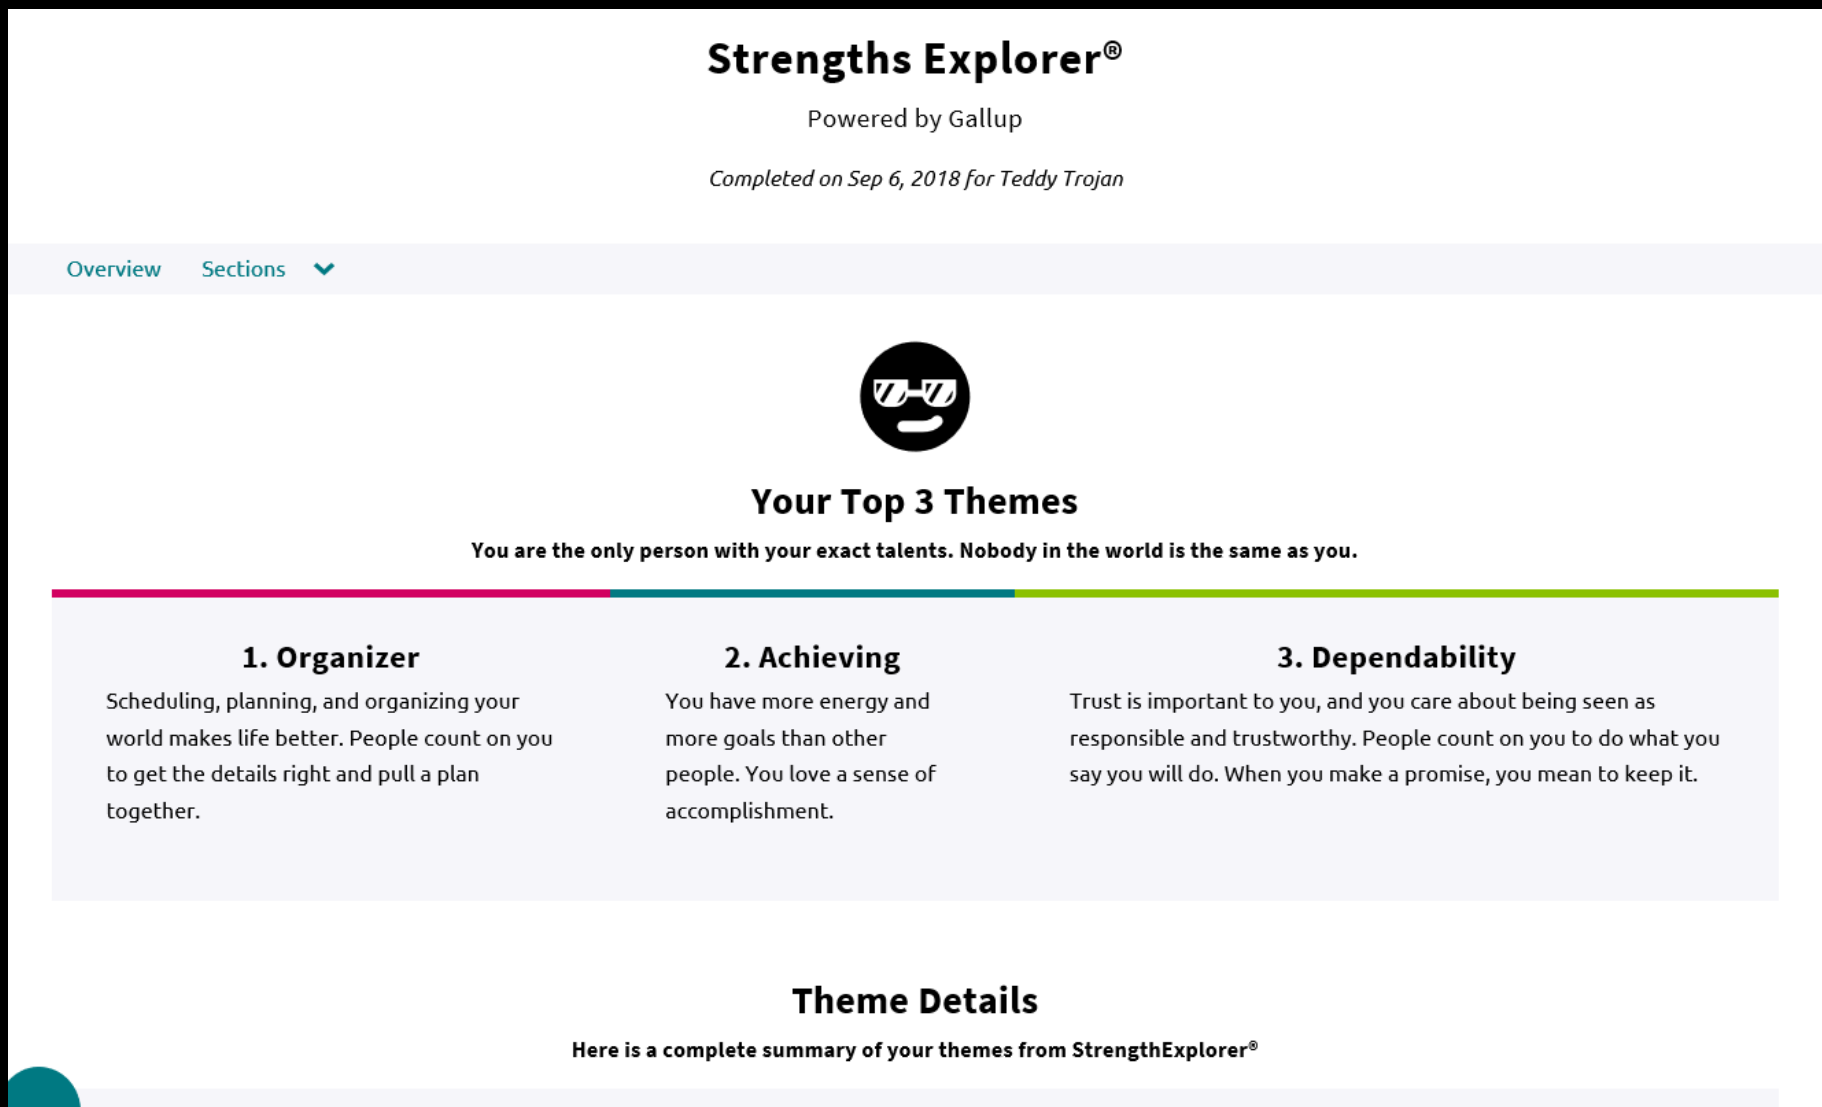 Strengths Explorer®
Powered by Gallup
Completed on Sep 6, 2018 for Teddy Trojan
Overview Sections
Your Top 3 Themes
You are the only person with your exact talents. Nobody in the world is the same as you.
1. Organizer
Scheduling, planning, and organizing your
world makes life better. People count on you
to get the details right and pull a plan
together.
2. Achieving
You have more energy and
more goals than other
people. You love a sense of
accomplishment.
3. Dependability
Trust is important to you, and you care about being seen as
responsible and trustworthy. People count on you to do what you
say you will do. When you make a promise, you mean to keep it.
Theme Details
Here is a complete summary of your themes from StrengthExplorer®